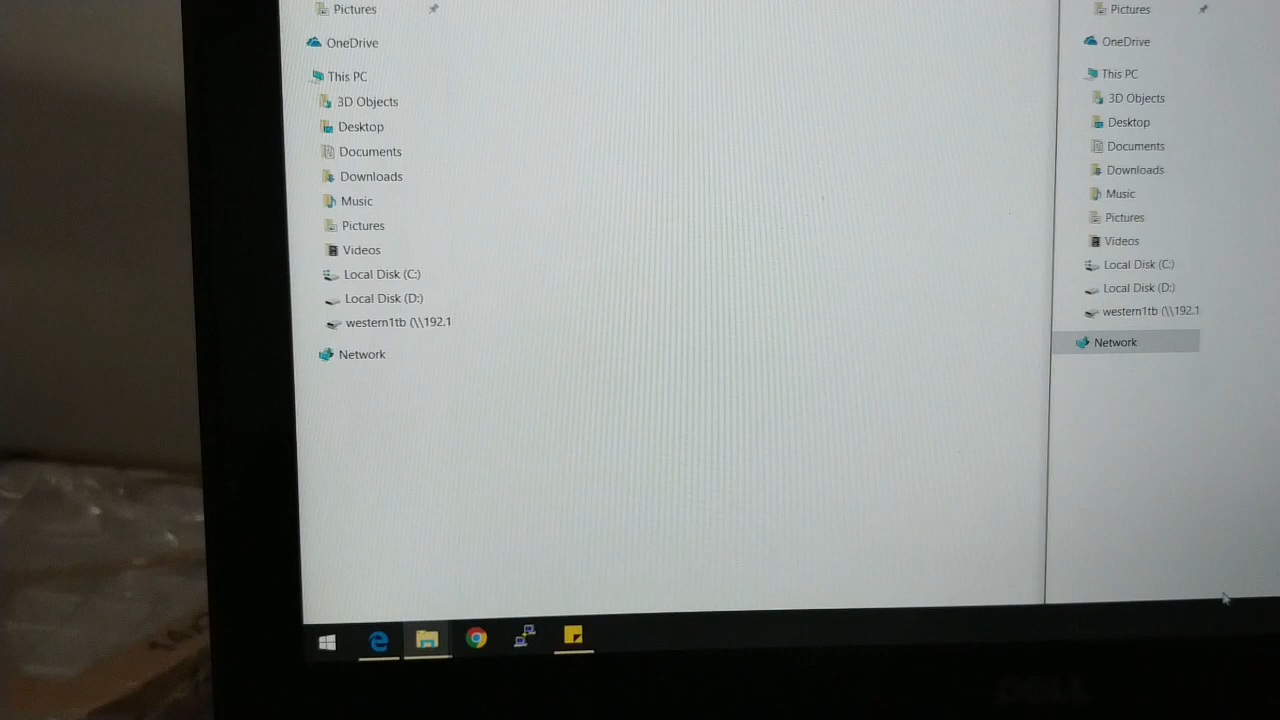 Pictures
OneDrive
This PC
3D Objects
Desktop
Documents
Downloads
Music
Pictures
Videos
Local Disk (C:)
Local Disk (D:)
western1tb (\\192.1
Network
Pictures
OneDrive
This PC
3D Objects
Desktop
Documents
Downloads
Music
Pictures
Videos
Local Disk (C:)
Local Disk (D:)
western1tb (\\192.1
Network
DELL